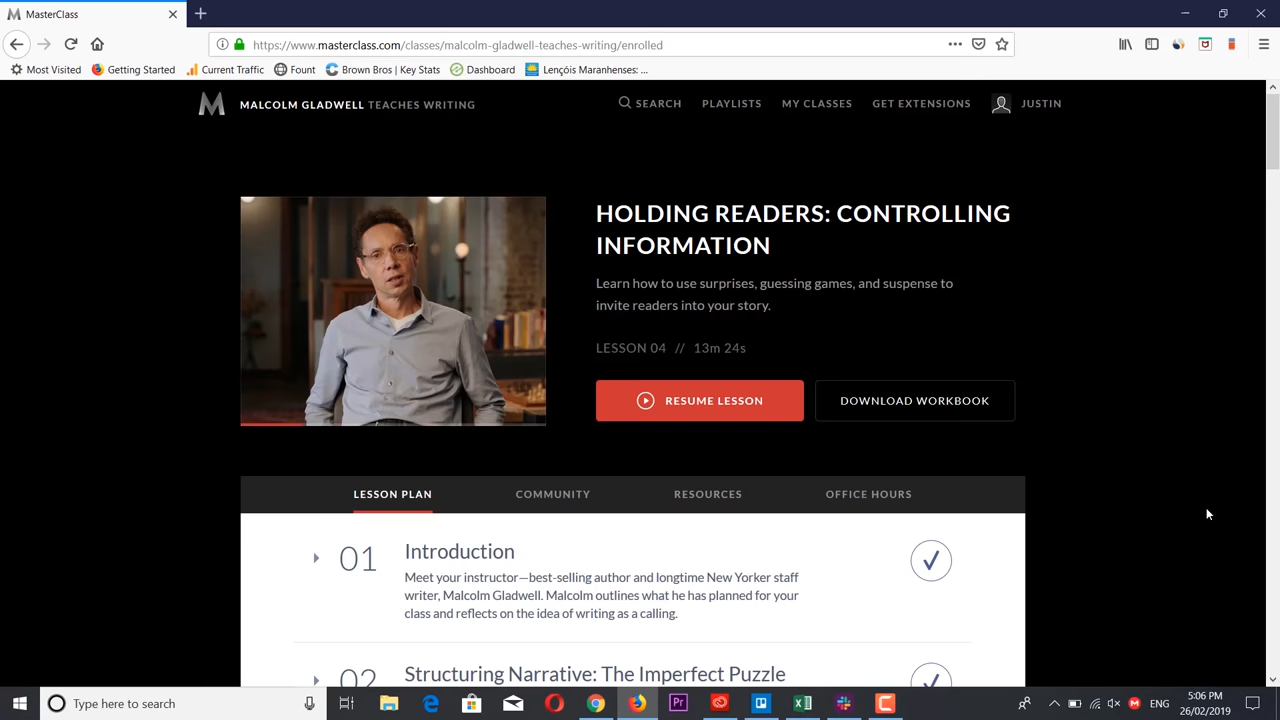 MasterClass
https://www.masterclass.com/classes/malcolm-gladwell-teaches-writing/enrolled
Most Visited Getting Started Current Traffic Fount Brown Bros | Key Stats Dashboard Lençóis Maranhenses: ...
MALCOLM GLADWELL TEACHES WRITING
SEARCH PLAYLISTS MY CLASSES GET EXTENSIONS JUSTIN
HOLDING READERS: CONTROLLING
INFORMATION
Learn how to use surprises, guessing games, and suspense to
invite readers into your story.
LESSON 04 // 13m 24s
RESUME LESSON DOWNLOAD WORKBOOK
LESSON PLAN COMMUNITY RESOURCES OFFICE HOURS
01 Introduction
Meet your instructor—best-selling author and longtime New Yorker staff
writer, Malcolm Gladwell. Malcolm outlines what he has planned for your
class and reflects on the idea of writing as a calling.
02 Structuring Narrative: The Imperfect Puzzle
Type here to search
ENG
5:06 PM
26/02/2019